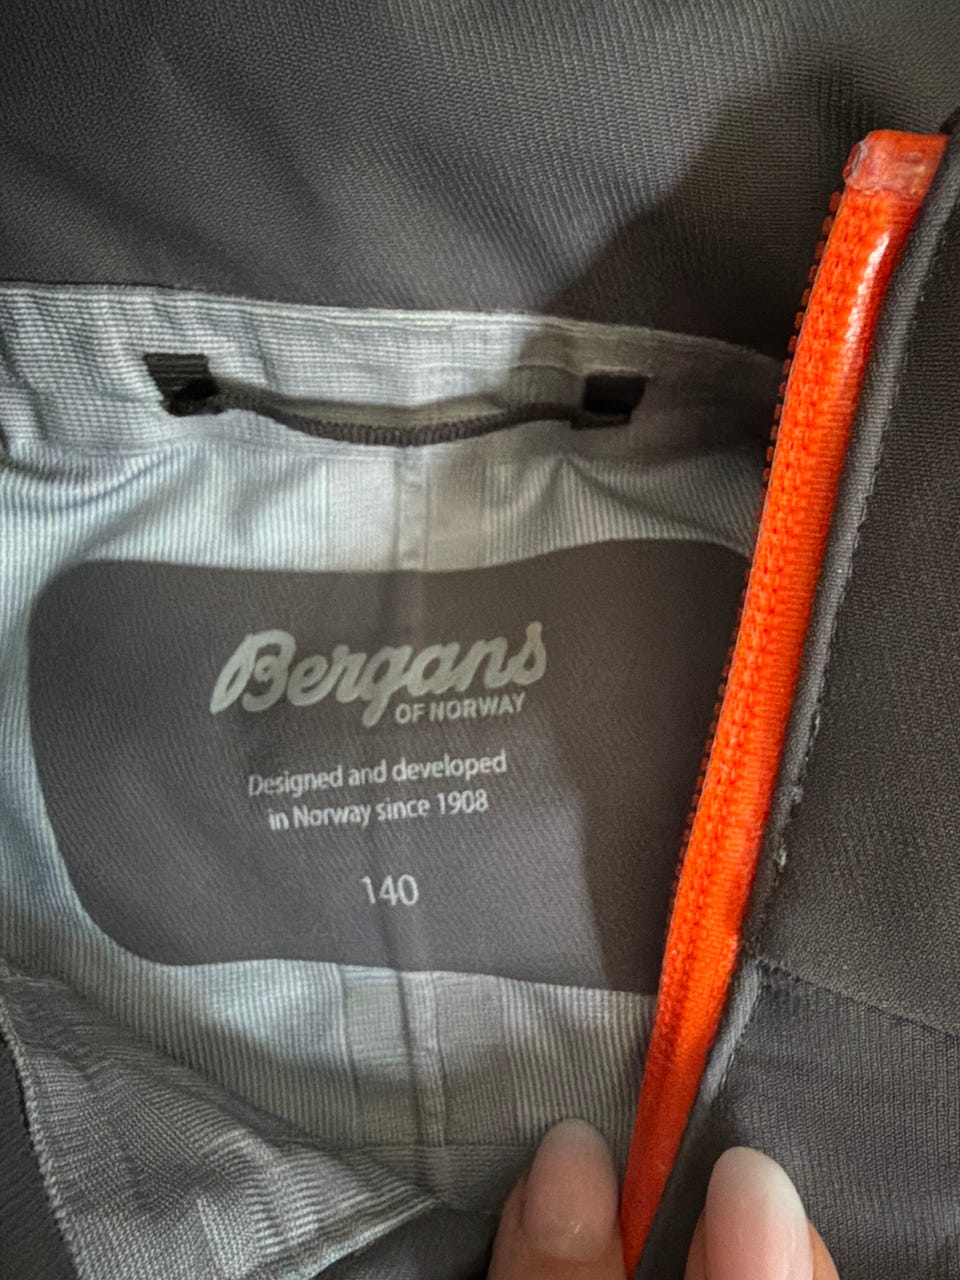 Bergans
OF NORWAY
Designed and developed
in Norway since 1908
140